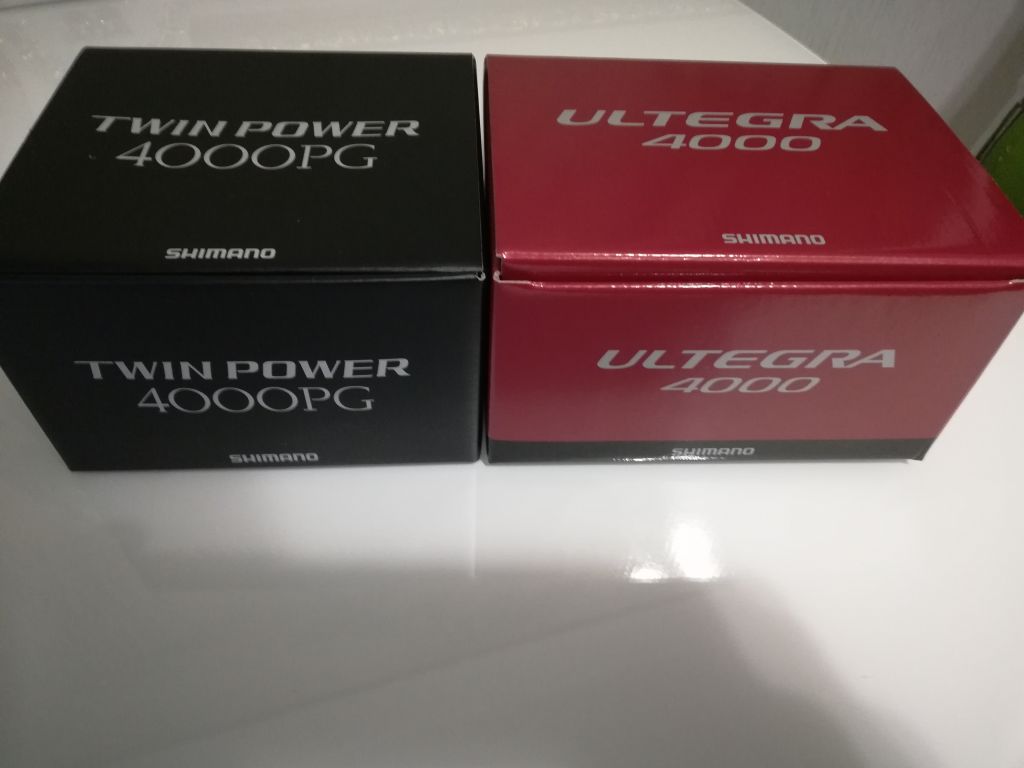 TWIN POWER
4000PG
SHIMANO
TWIN POWER
4000PG
SHIMANO
ULTEGRA
4000
SHIMANO
ULTEGRA
4000
SHIMANO